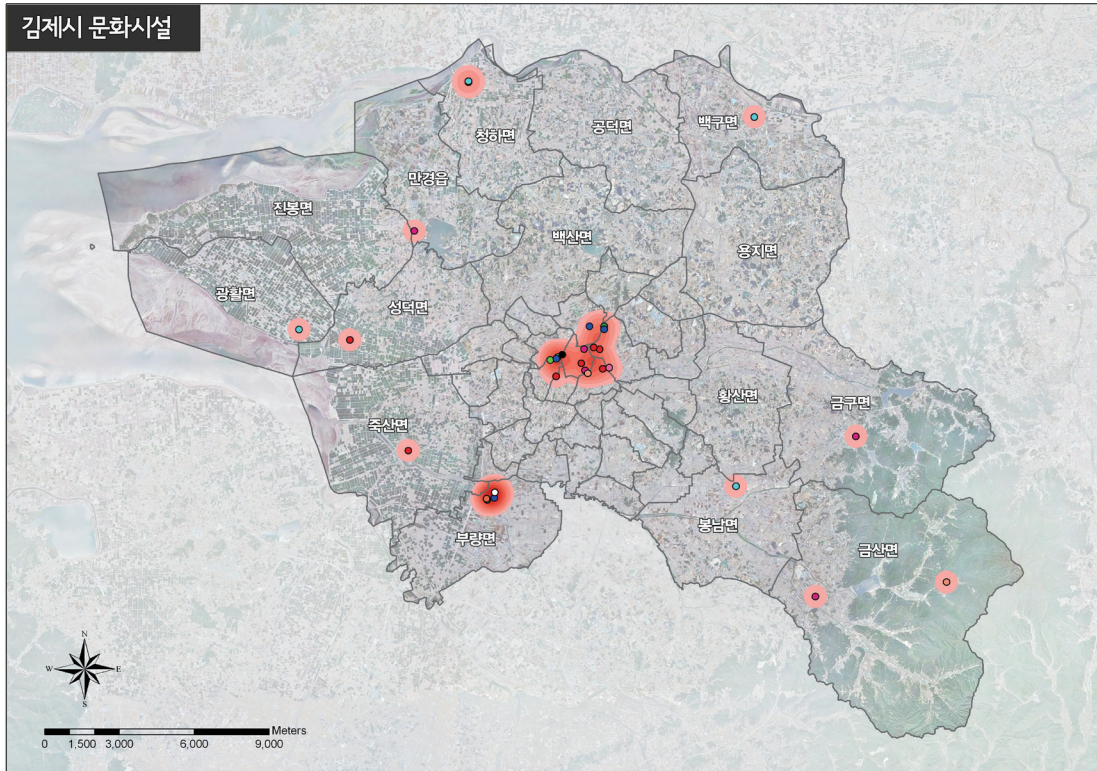 김제시 문화시설
청하면
공덕면
백구면
만경읍
진봉면
백산면
용지면
광활면
성덕면
황산면
금구면
죽산면
봉남면
부량면
금산면
N
W E
S
Meters
0 1,500 3,000 6,000 9,000